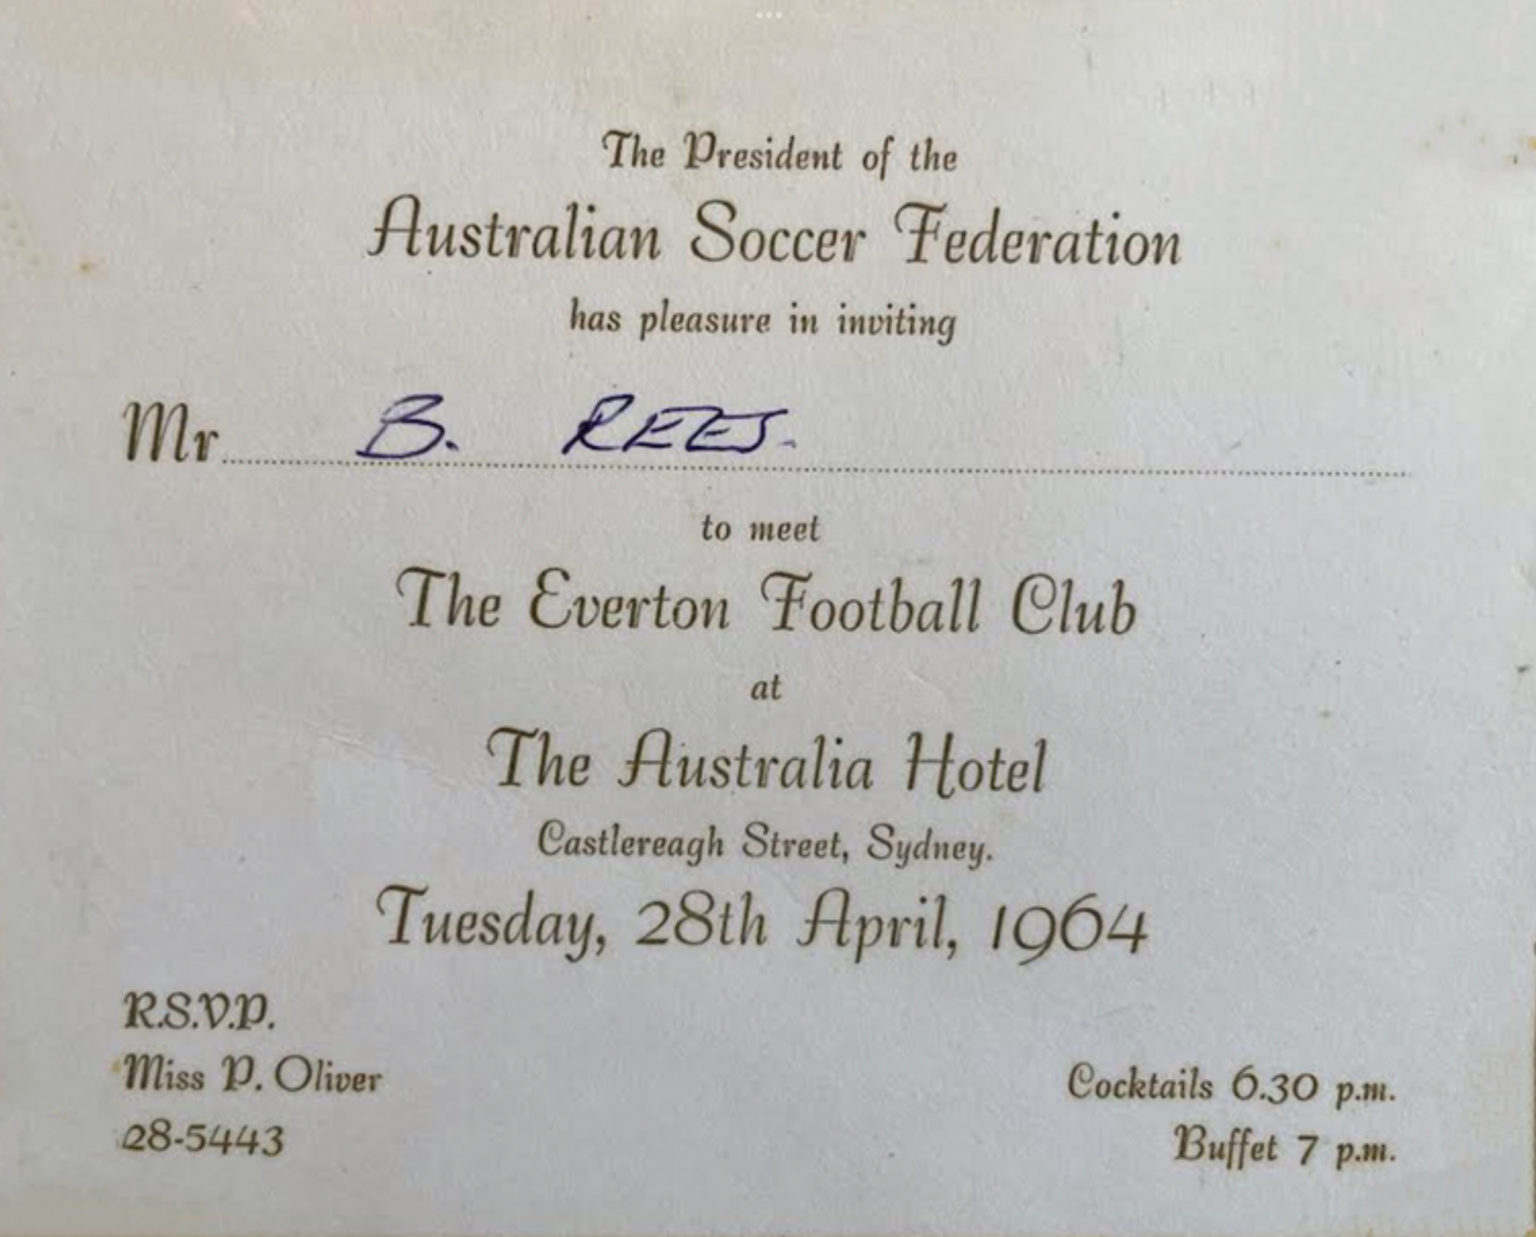 The President of the
Australian Soccer Federation
has pleasure in inviting
Mr B. REES.
to meet
The Everton Football Club
at
The Australia Hotel
Castlereagh Street, Sydney.
Tuesday, 28th April, 1964
R.S.V.P.
Miss P. Oliver
28-5443
Cocktails 6.30 p.m.
Buffet 7 p.m.